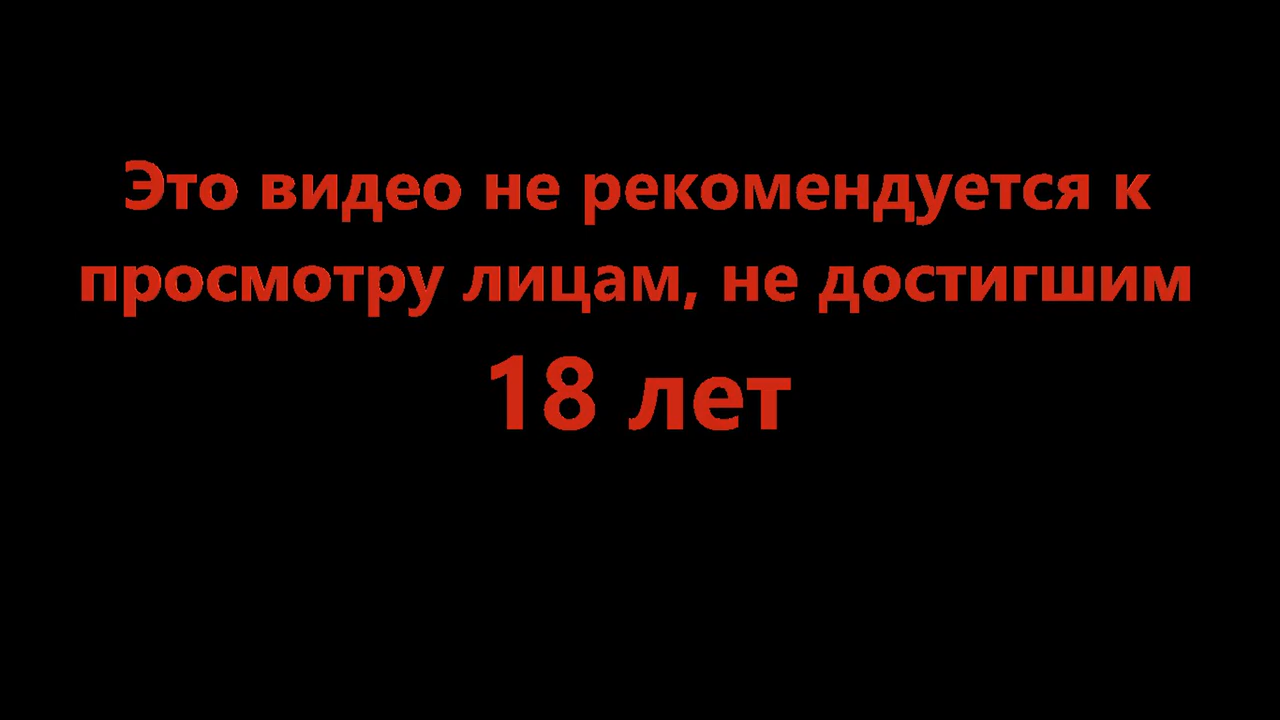 Это видео не рекомендуется к
просмотру лицам, не достигшим
18 лет